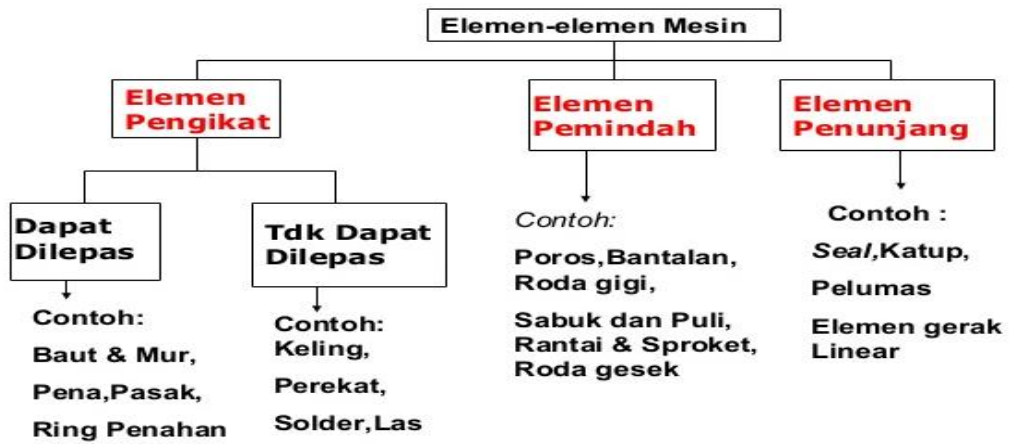 Elemen-elemen Mesin
Elemen
Pengikat
Elemen
Pemindah
Elemen
Penunjang
Dapat
Dilepas
Tdk Dapat
Dilepas
Contoh:
Baut & Mur,
Pena,Pasak,
Ring Penahan
Contoh:
Keling,
Perekat,
Solder,Las
Contoh:
Poros,Bantalan,
Roda gigi,
Sabuk dan Puli,
Rantai & Sproket,
Roda gesek
Contoh :
Seal,Katup,
Pelumas
Elemen gerak
Linear